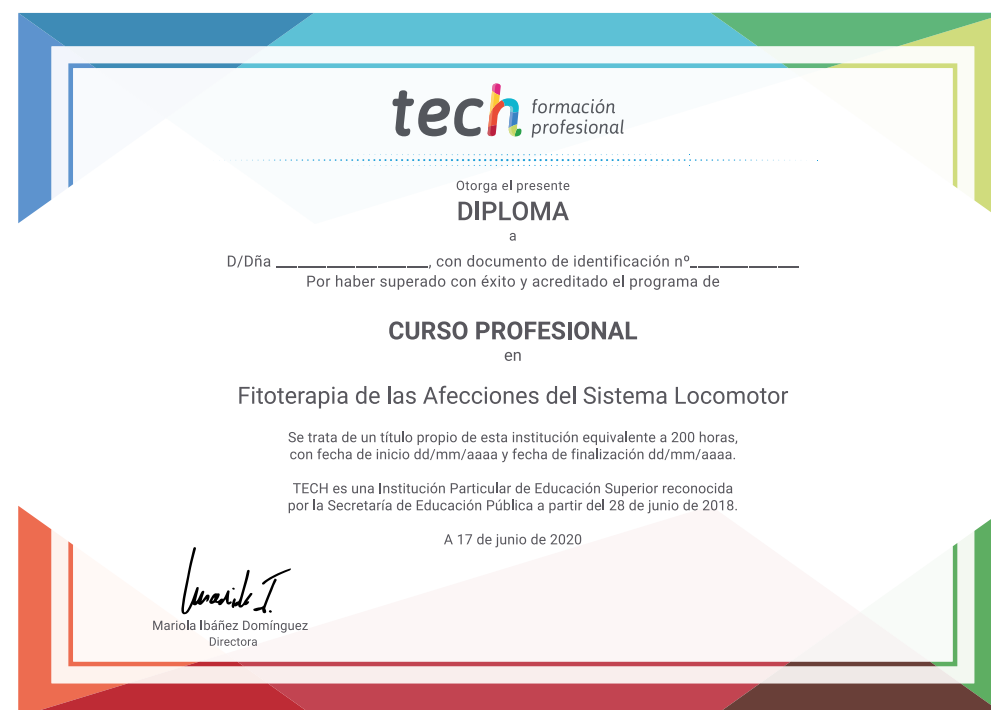 tech formación
profesional
Otorga el presente
DIPLOMA
a
D/Dña ____________________, con documento de identificación nº______________
Por haber superado con éxito y acreditado el programa de
CURSO PROFESIONAL
en
Fitoterapia de las Afecciones del Sistema Locomotor
Se trata de un título propio de esta institución equivalente a 200 horas,
con fecha de inicio dd/mm/aaaa y fecha de finalización dd/mm/aaaa.
TECH es una Institución Particular de Educación Superior reconocida
por la Secretaría de Educación Pública a partir del 28 de junio de 2018.
A 17 de junio de 2020
Mariola Ibáñez Domínguez
Directora